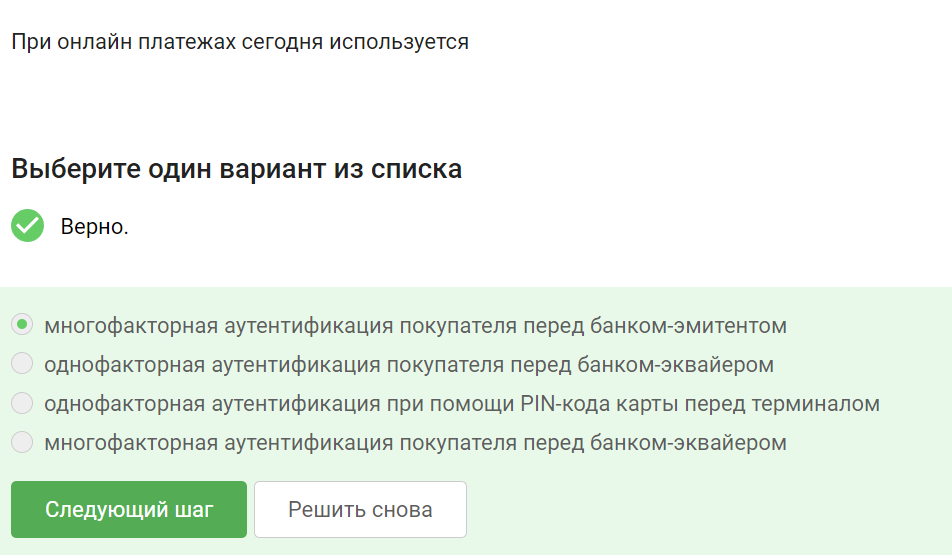 При онлайн платежах сегодня используется
Выберите один вариант из списка
Верно.
многофакторная аутентификация покупателя перед банком-эмитентом
однофакторная аутентификация покупателя перед банком-эквайером
однофакторная аутентификация при помощи PIN-кода карты перед терминалом
многофакторная аутентификация покупателя перед банком-эквайером
Следующий шаг Решить снова